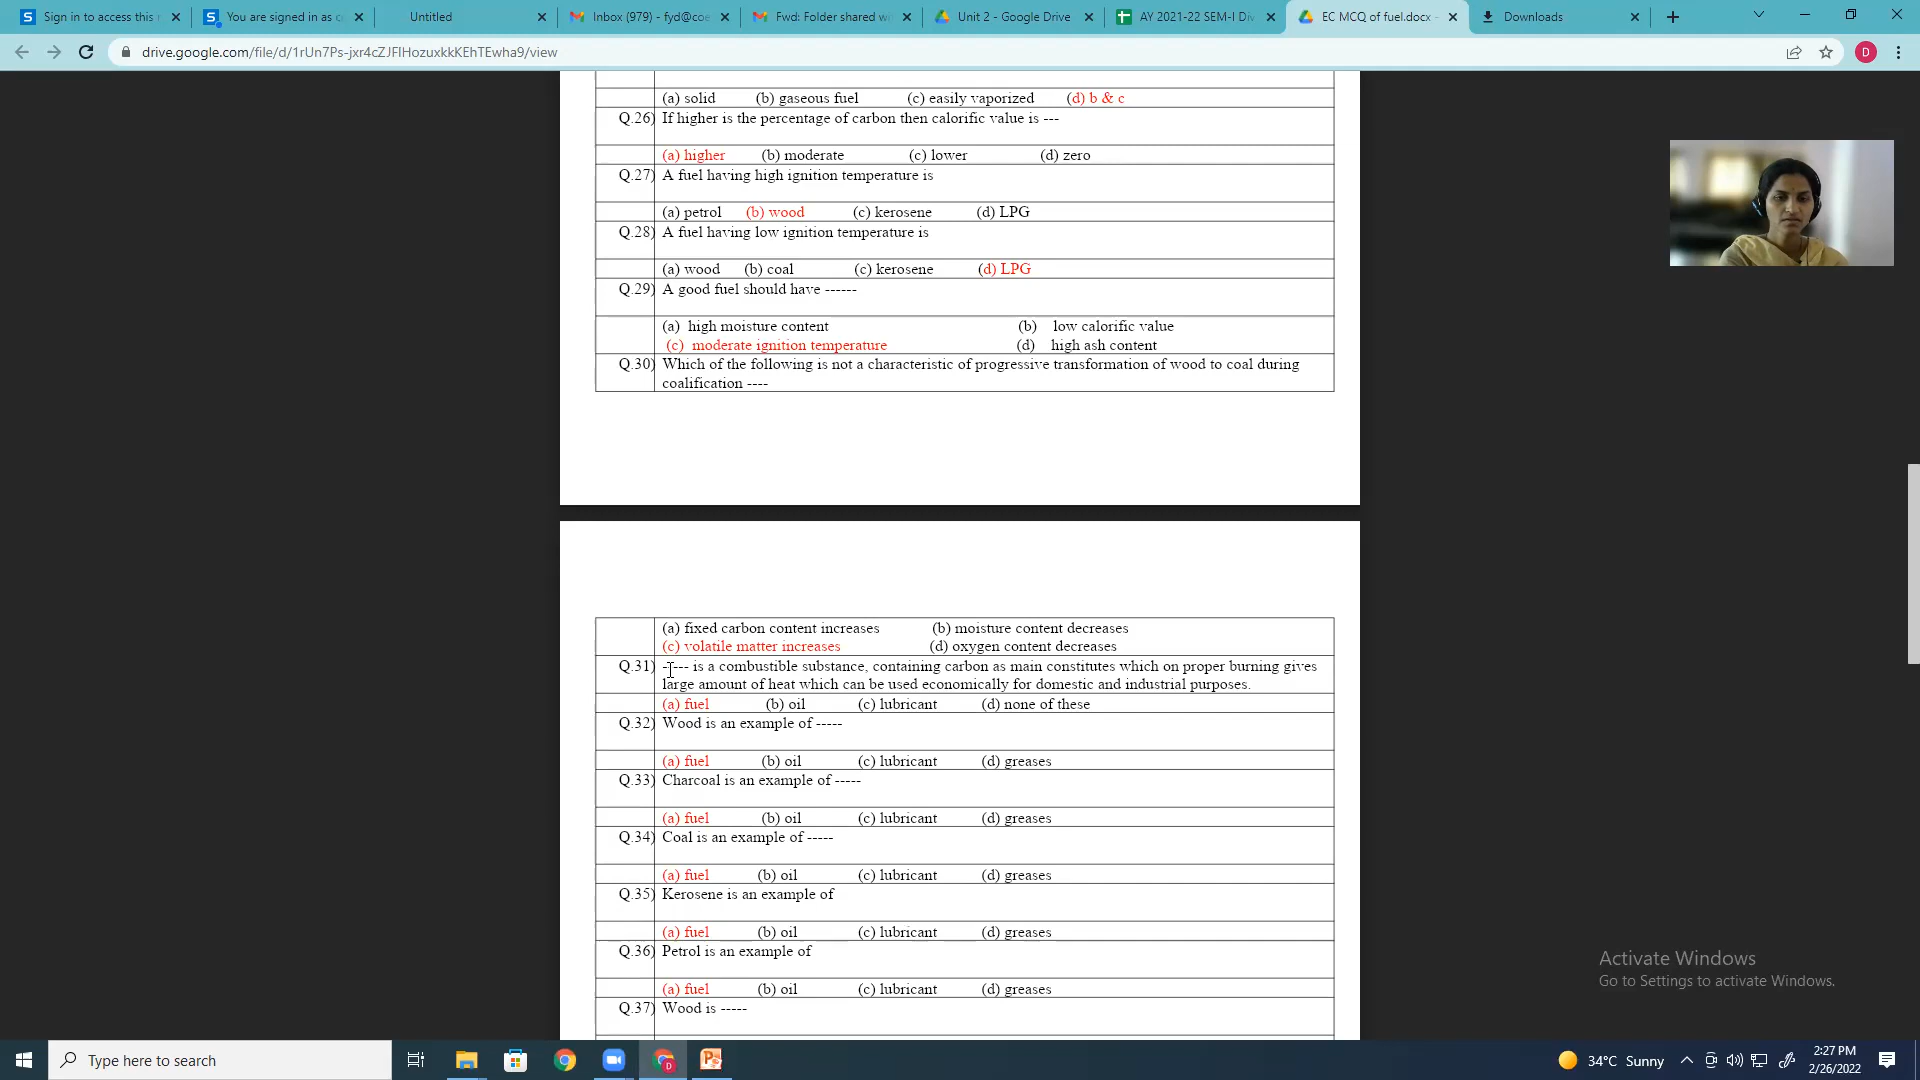 Sign in to access this
You are signed in as c
Untitled
Inbox (979) - fyd@coe
Fwd: Folder shared wi
Unit 2 - Google Drive
AY 2021-22 SEM-I Div
EC MCQ of fuel.docx -
Downloads
drive.google.com/file/d/1rUn7Ps-jxr4cZJFlHozuxkkKEhTEwha9/view
D
(a) solid (b) gaseous fuel (c) easily vaporized (d) b & c
Q.26) If higher is the percentage of carbon then calorific value is ---
(a) higher (b) moderate (c) lower (d) zero
Q.27) A fuel having high ignition temperature is
(a) petrol (b) wood (c) kerosene (d) LPG
Q.28) A fuel having low ignition temperature is
(a) wood (b) coal (c) kerosene (d) LPG
Q.29) A good fuel should have ------
(a) high moisture content (b) low calorific value
(c) moderate ignition temperature (d) high ash content
Q.30) Which of the following is not a characteristic of progressive transformation of wood to coal during
coalification ----
(a) fixed carbon content increases (b) moisture content decreases
(c) volatile matter increases (d) oxygen content decreases
Q.31) ----- is a combustible substance, containing carbon as main constitutes which on proper burning gives
large amount of heat which can be used economically for domestic and industrial purposes.
(a) fuel (b) oil (c) lubricant (d) none of these
Q.32) Wood is an example of -----
(a) fuel (b) oil (c) lubricant (d) greases
Q.33) Charcoal is an example of -----
(a) fuel (b) oil (c) lubricant (d) greases
Q.34) Coal is an example of -----
(a) fuel (b) oil (c) lubricant (d) greases
Q.35) Kerosene is an example of
(a) fuel (b) oil (c) lubricant (d) greases
Q.36) Petrol is an example of
(a) fuel (b) oil (c) lubricant (d) greases
Q.37) Wood is -----
Activate Windows
Go to Settings to activate Windows.
Type here to search
34°C Sunny
2:27 PM
2/26/2022